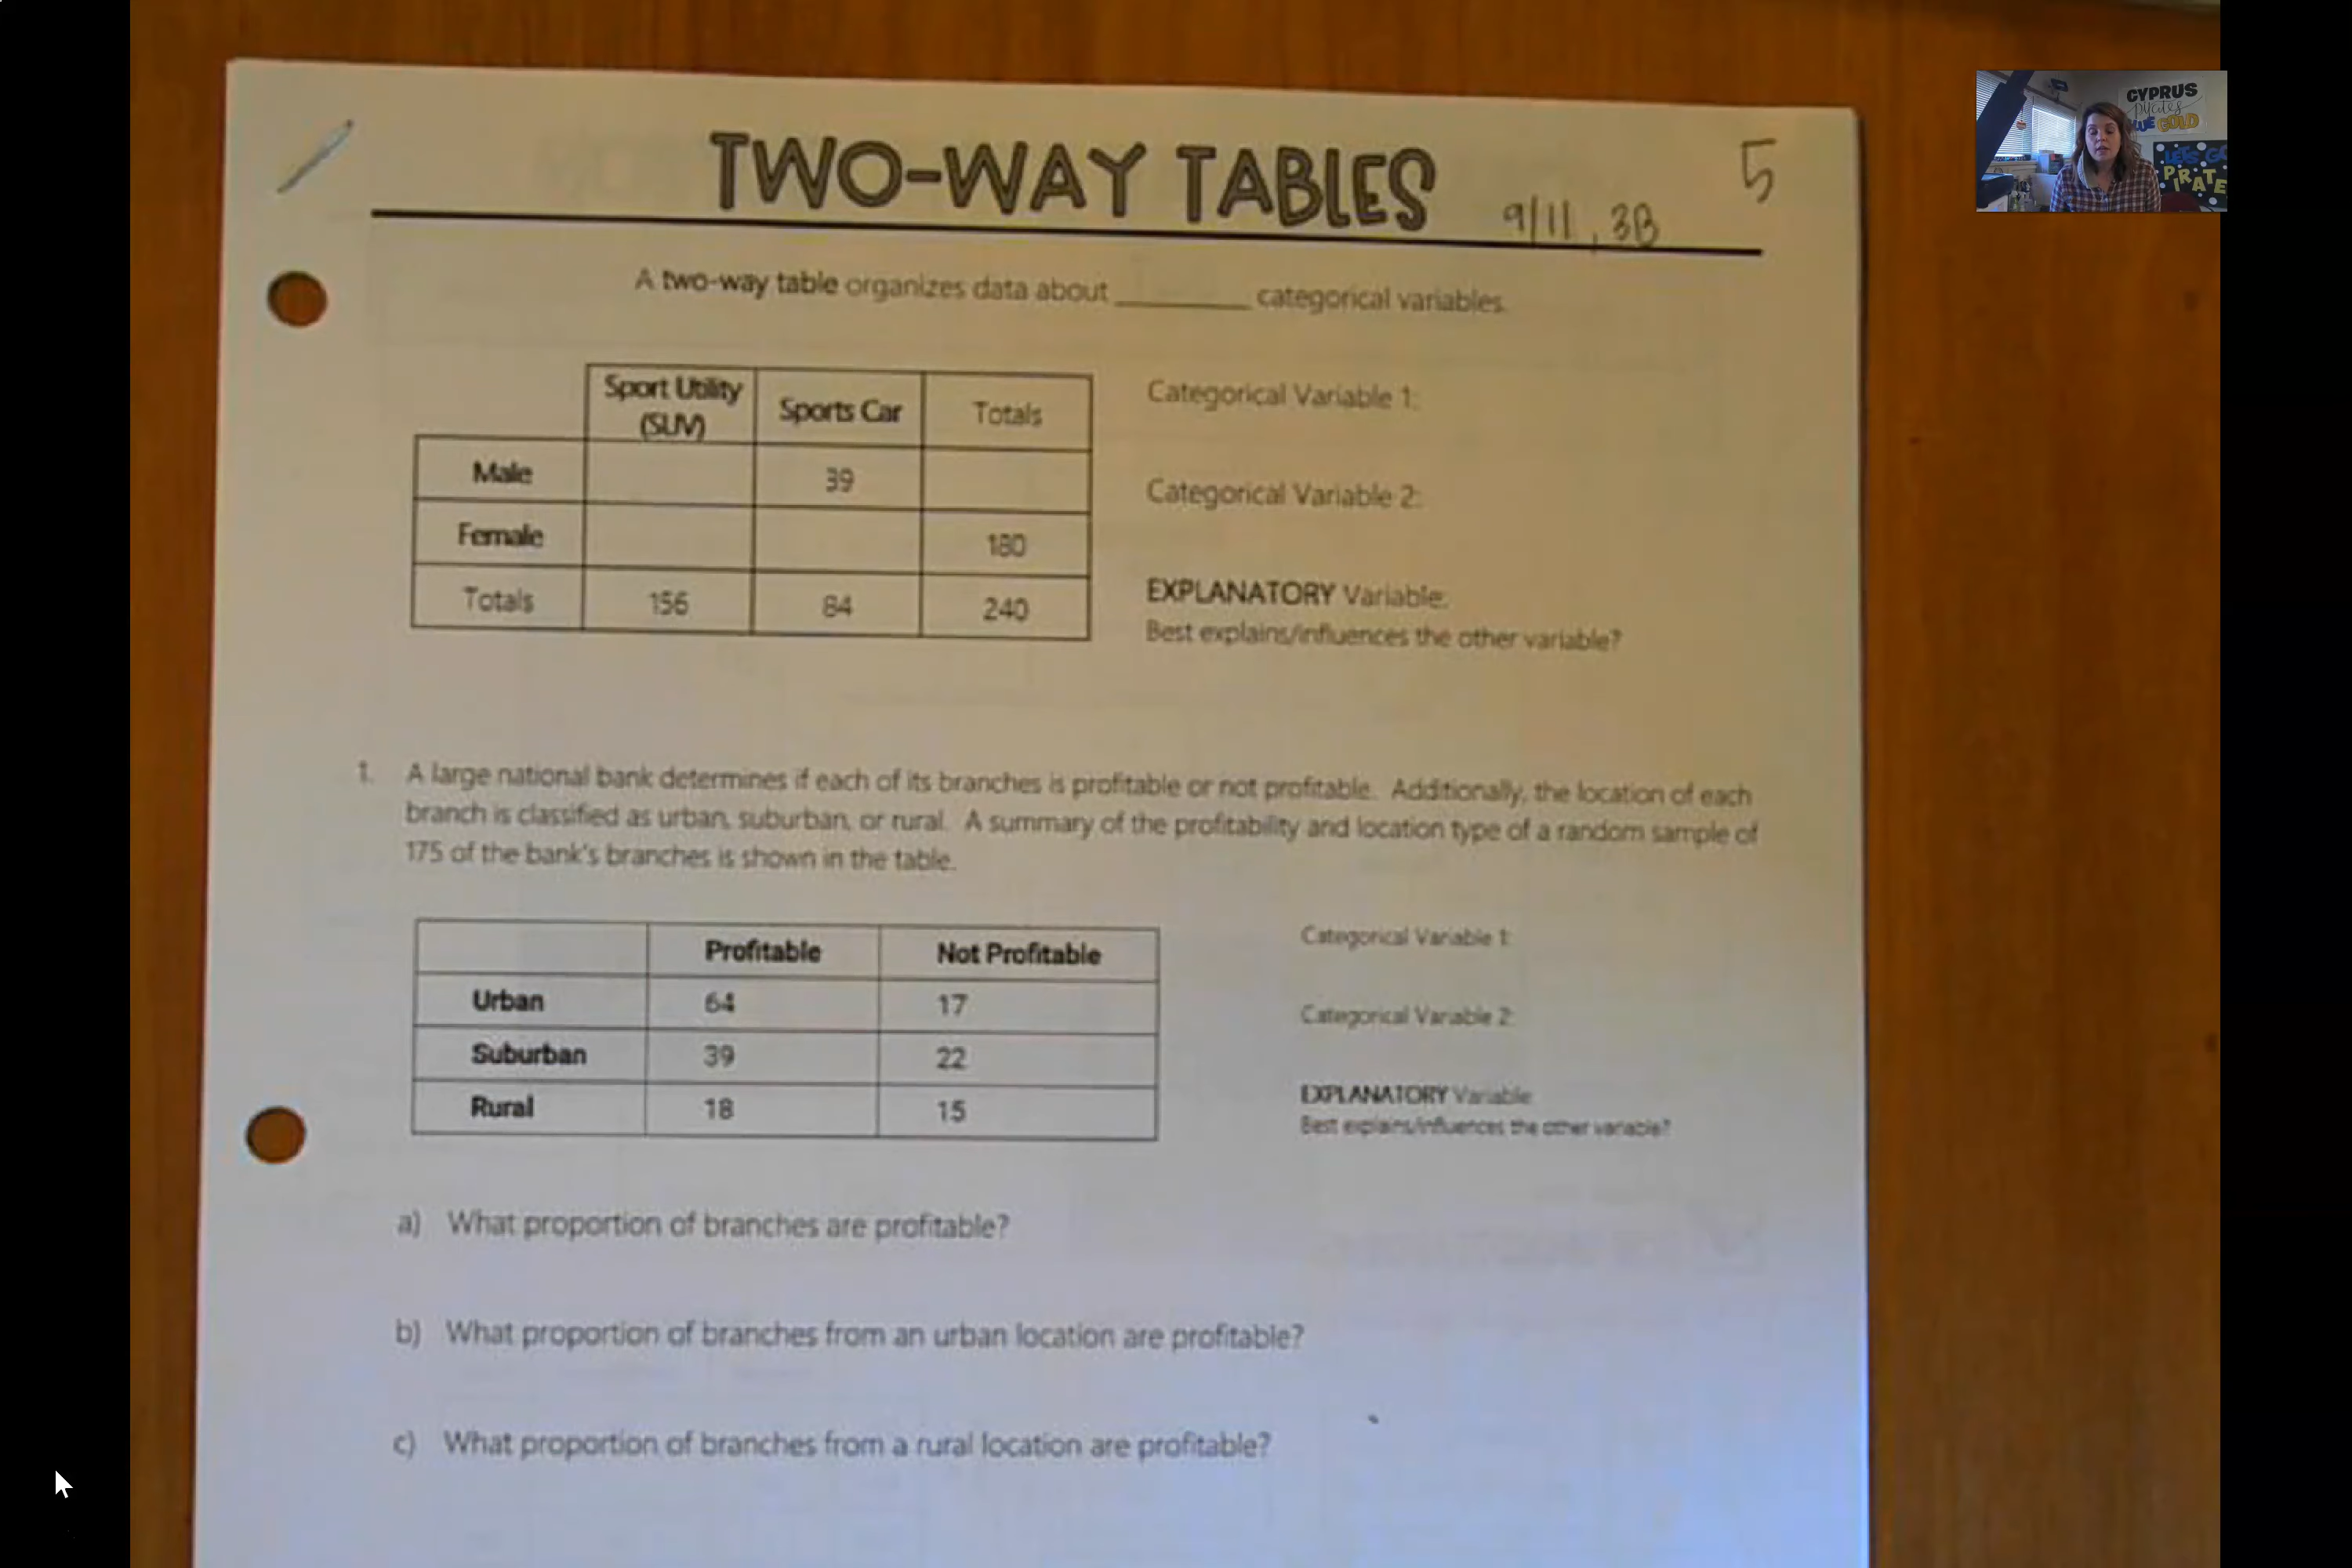 TWO-WAY TABLES
9/11, 3B
5
A two-way table organizes data about ________ categorical variables.
Sport Utility (SUV) Sports Car Totals
Male 39
Female 180
Totals 156 84 240
Categorical Variable 1:
Categorical Variable 2:
EXPLANATORY Variable:
Best explains/influences the other variable?
1. A large national bank determines if each of its branches is profitable or not profitable. Additionally, the location of each
branch is classified as urban, suburban, or rural. A summary of the profitability and location type of a random sample of
175 of the bank's branches is shown in the table.
Profitable Not Profitable
Urban 64 17
Suburban 39 22
Rural 18 15
Categorical Variable 1:
Categorical Variable 2:
EXPLANATORY Variable:
Best explains/influences the other variable?
a) What proportion of branches are profitable?
b) What proportion of branches from an urban location are profitable?
c) What proportion of branches from a rural location are profitable?
CYPRUS
pirates
BLUE GOLD
LET'S GO
PIRATE